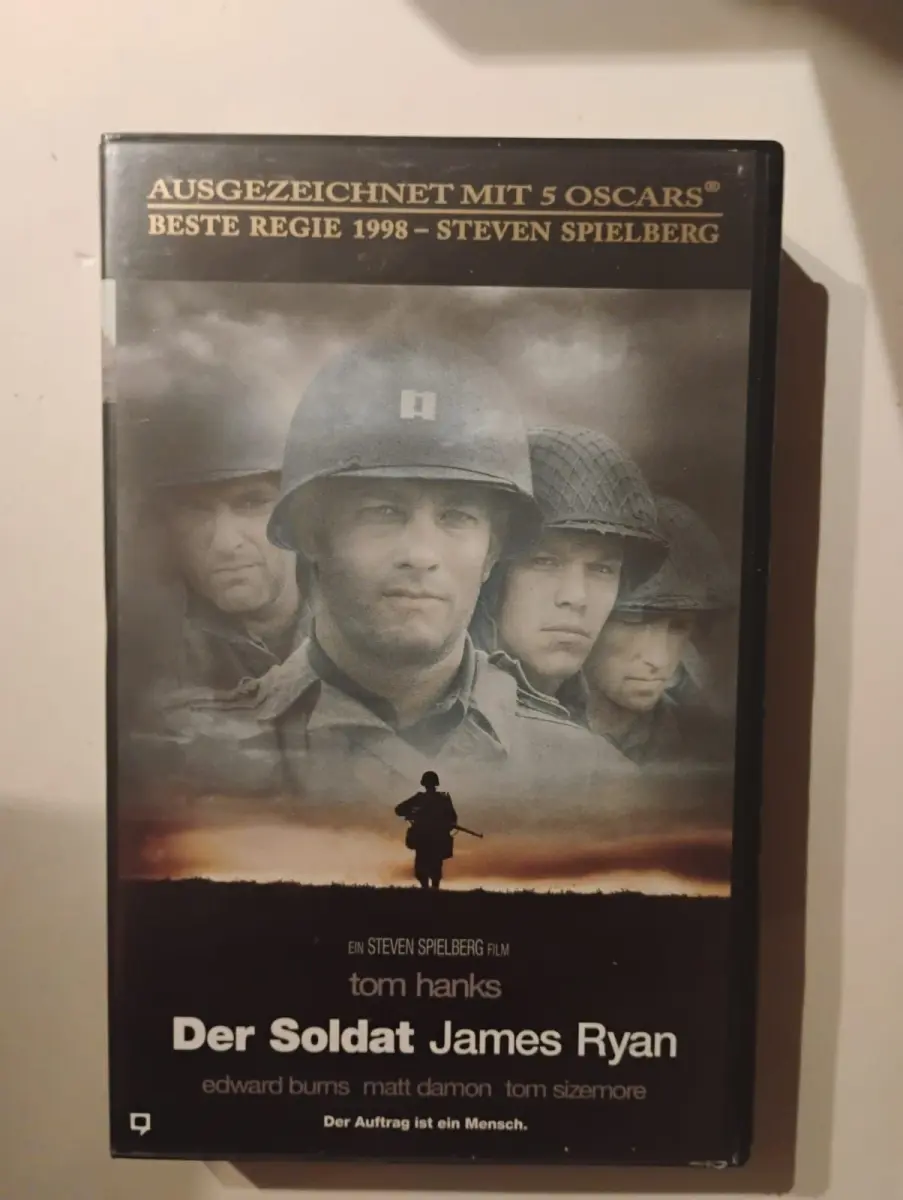 AUSGEZEICHNET MIT 5 OSCARS®
BESTE REGIE 1998 – STEVEN SPIELBERG
EIN STEVEN SPIELBERG FILM
tom hanks
Der Soldat James Ryan
edward burns matt damon tom sizemore
Der Auftrag ist ein Mensch.